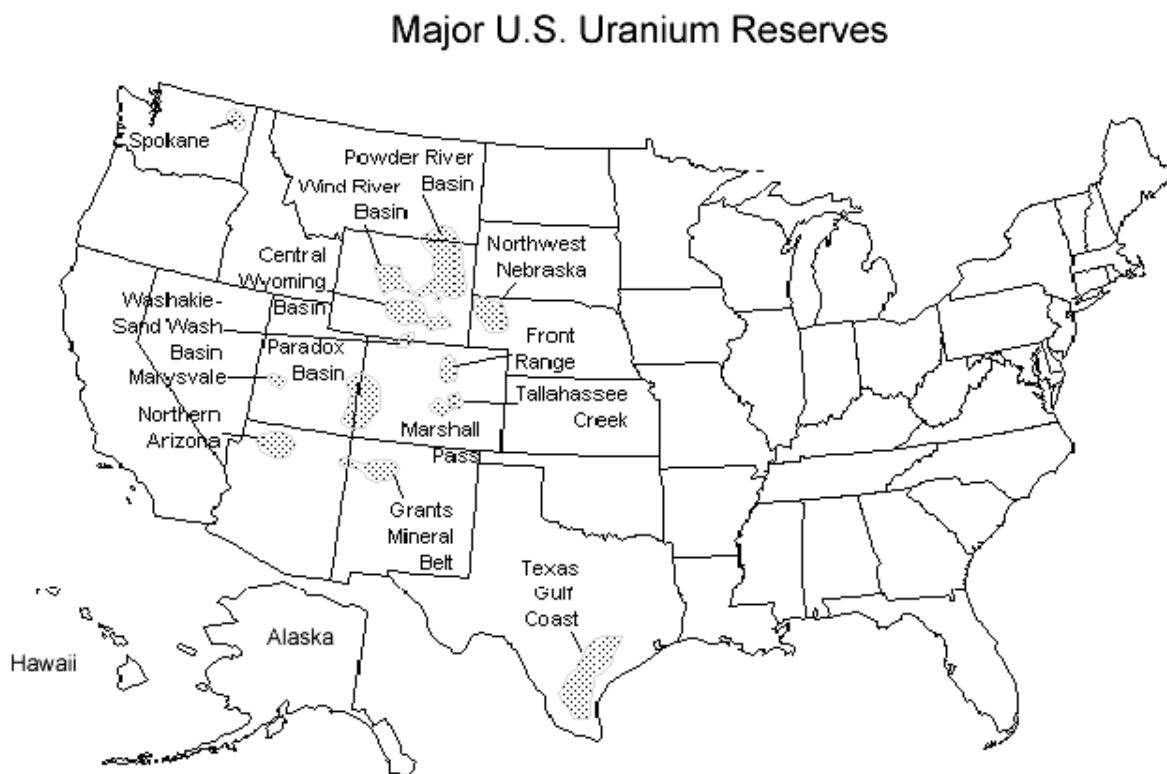 Major U.S. Uranium Reserves
Spokane
Powder River
Basin
Wind River
Basin
Central
Wyoming
Basin
Northwest
Nebraska
Washakie-
Sand Wash
Basin
Paradox
Basin
Front
Range
Marysvale
Tallahassee
Creek
Northern
Arizona
Marshall
Pass
Grants
Mineral
Belt
Texas
Gulf
Coast
Alaska
Hawaii